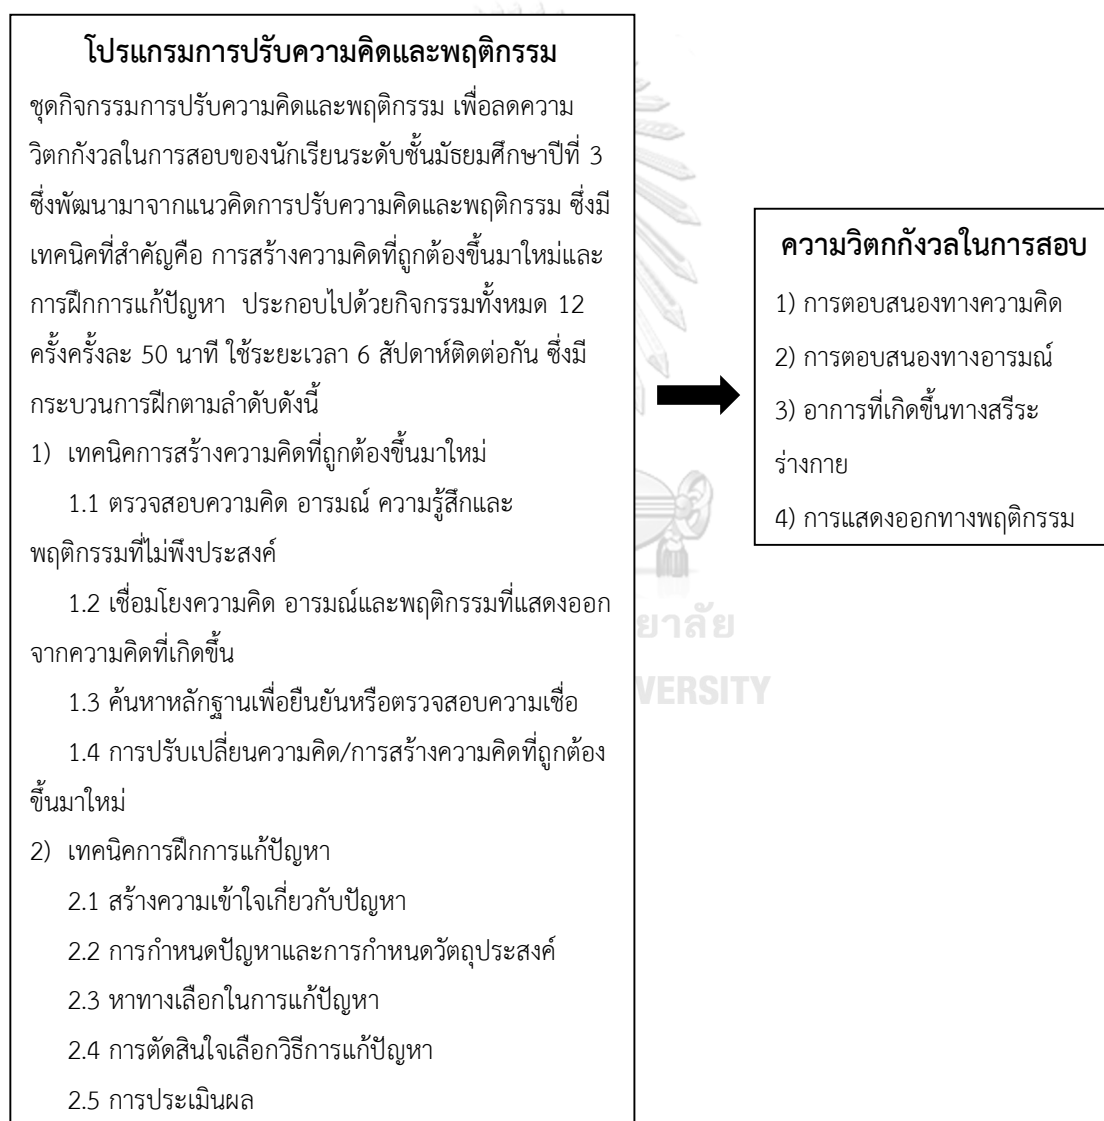 โปรแกรมการปรับความคิดและพฤติกรรม
ชุดกิจกรรมการปรับความคิดและพฤติกรรม เพื่อลดความ
วิตกกังวลในการสอบของนักเรียนระดับชั้นมัธยมศึกษาปีที่ 3
ซึ่งพัฒนามาจากแนวคิดการปรับความคิดและพฤติกรรม ซึ่งมี
เทคนิคที่สำคัญคือ การสร้างความคิดที่ถูกต้องขึ้นมาใหม่และ
การฝึกการแก้ปัญหา ประกอบไปด้วยกิจกรรมทั้งหมด 12
ครั้งครั้งละ 50 นาที ใช้ระยะเวลา 6 สัปดาห์ติดต่อกัน ซึ่งมี
กระบวนการฝึกตามลำดับดังนี้
1) เทคนิคการสร้างความคิดที่ถูกต้องขึ้นมาใหม่
1.1 ตรวจสอบความคิด อารมณ์ ความรู้สึกและ
พฤติกรรมที่ไม่พึงประสงค์
1.2 เชื่อมโยงความคิด อารมณ์และพฤติกรรมที่แสดงออก
จากความคิดที่เกิดขึ้น
1.3 ค้นหาหลักฐานเพื่อยืนยันหรือตรวจสอบความเชื่อ
1.4 การปรับเปลี่ยนความคิด/การสร้างความคิดที่ถูกต้อง
ขึ้นมาใหม่
2) เทคนิคการฝึกการแก้ปัญหา
2.1 สร้างความเข้าใจเกี่ยวกับปัญหา
2.2 การกำหนดปัญหาและการกำหนดวัตถุประสงค์
2.3 หาทางเลือกในการแก้ปัญหา
2.4 การตัดสินใจเลือกวิธีการแก้ปัญหา
2.5 การประเมินผล
ความวิตกกังวลในการสอบ
1) การตอบสนองทางความคิด
2) การตอบสนองทางอารมณ์
3) อาการที่เกิดขึ้นทางสรีระ
ร่างกาย
4) การแสดงออกทางพฤติกรรม
ยาลัย
VERSITY